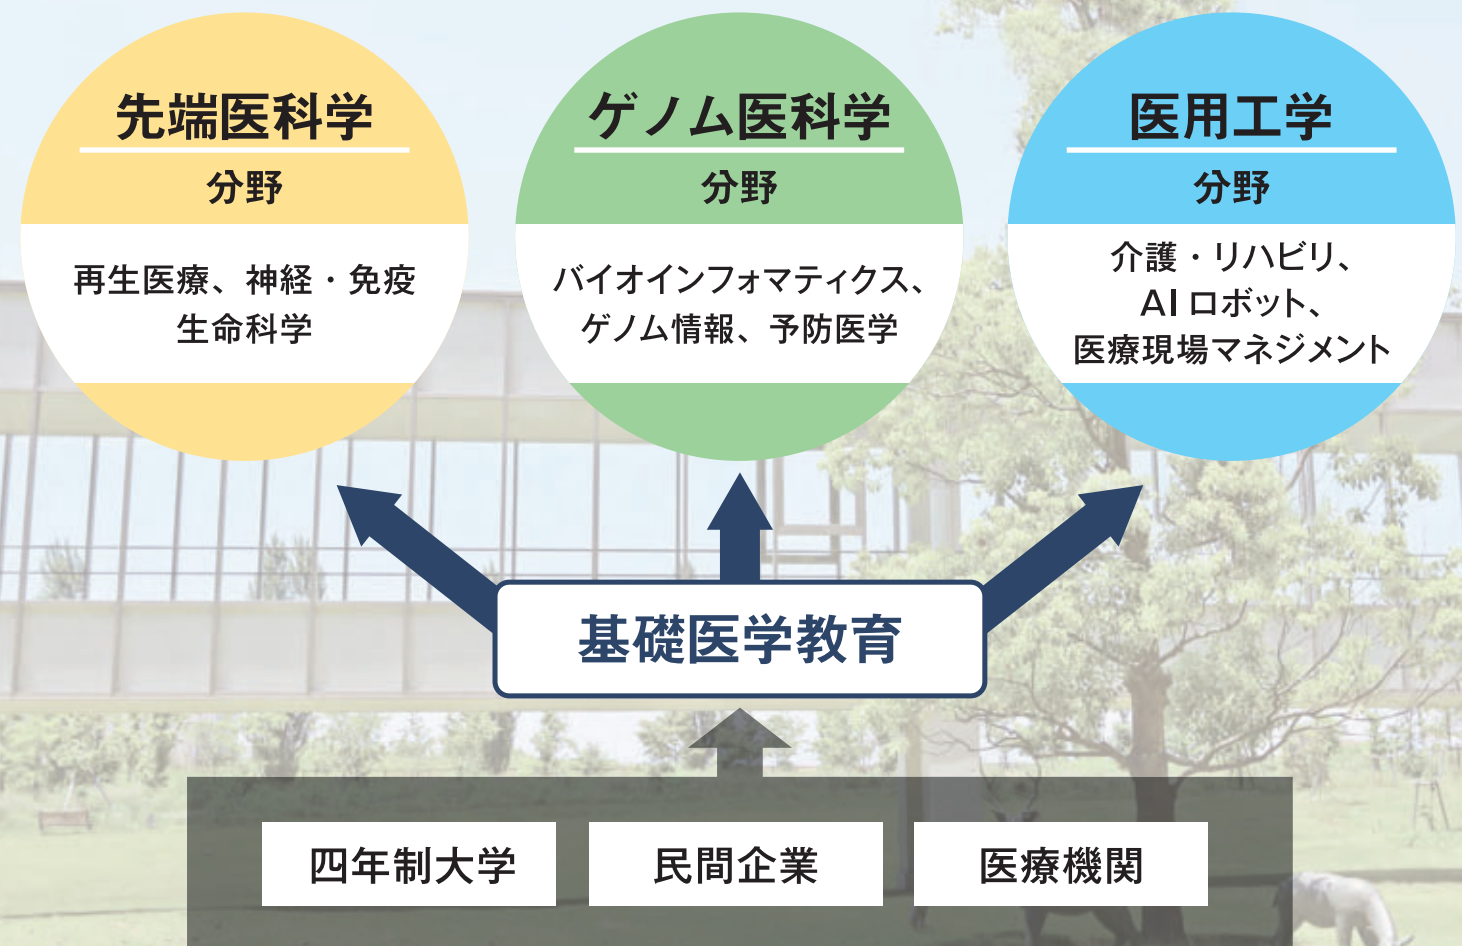 先端医科学
分野
再生医療、神経・免疫
生命科学
ゲノム医科学
分野
バイオインフォマティクス、
ゲノム情報、予防医学
医用工学
分野
介護・リハビリ、
AIロボット、
医療現場マネジメント
基礎医学教育
四年制大学
民間企業
医療機関